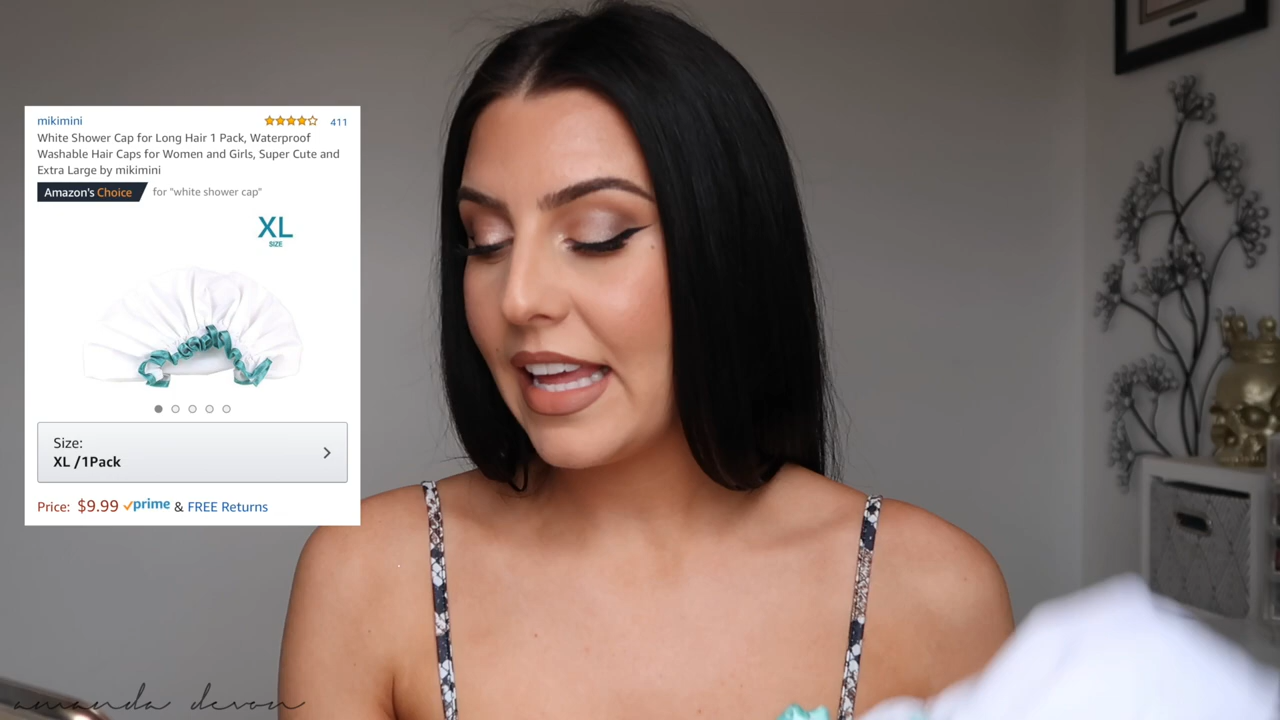 mikimini
411
White Shower Cap for Long Hair 1 Pack, Waterproof
Washable Hair Caps for Women and Girls, Super Cute and
Extra Large by mikimini
Amazon's Choice for "white shower cap"
XL
SIZE
Size:
XL /1Pack
Price: $9.99 prime & FREE Returns
amanda devon